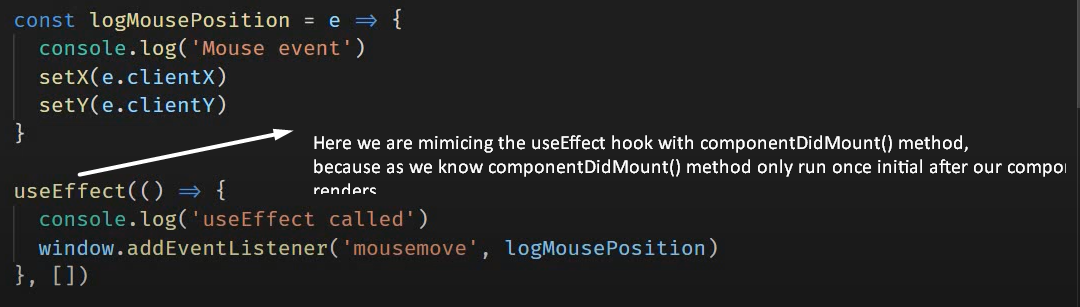 const logMousePosition = e => {
console.log('Mouse event')
setX(e.clientX)
setY(e.clientY)
}
Here we are mimicing the useEffect hook with componentDidMount() method,
because as we know componentDidMount() method only run once initial after our compo
renders
useEffect(() => {
console.log('useEffect called')
window.addEventListener('mousemove', logMousePosition)
}, [])